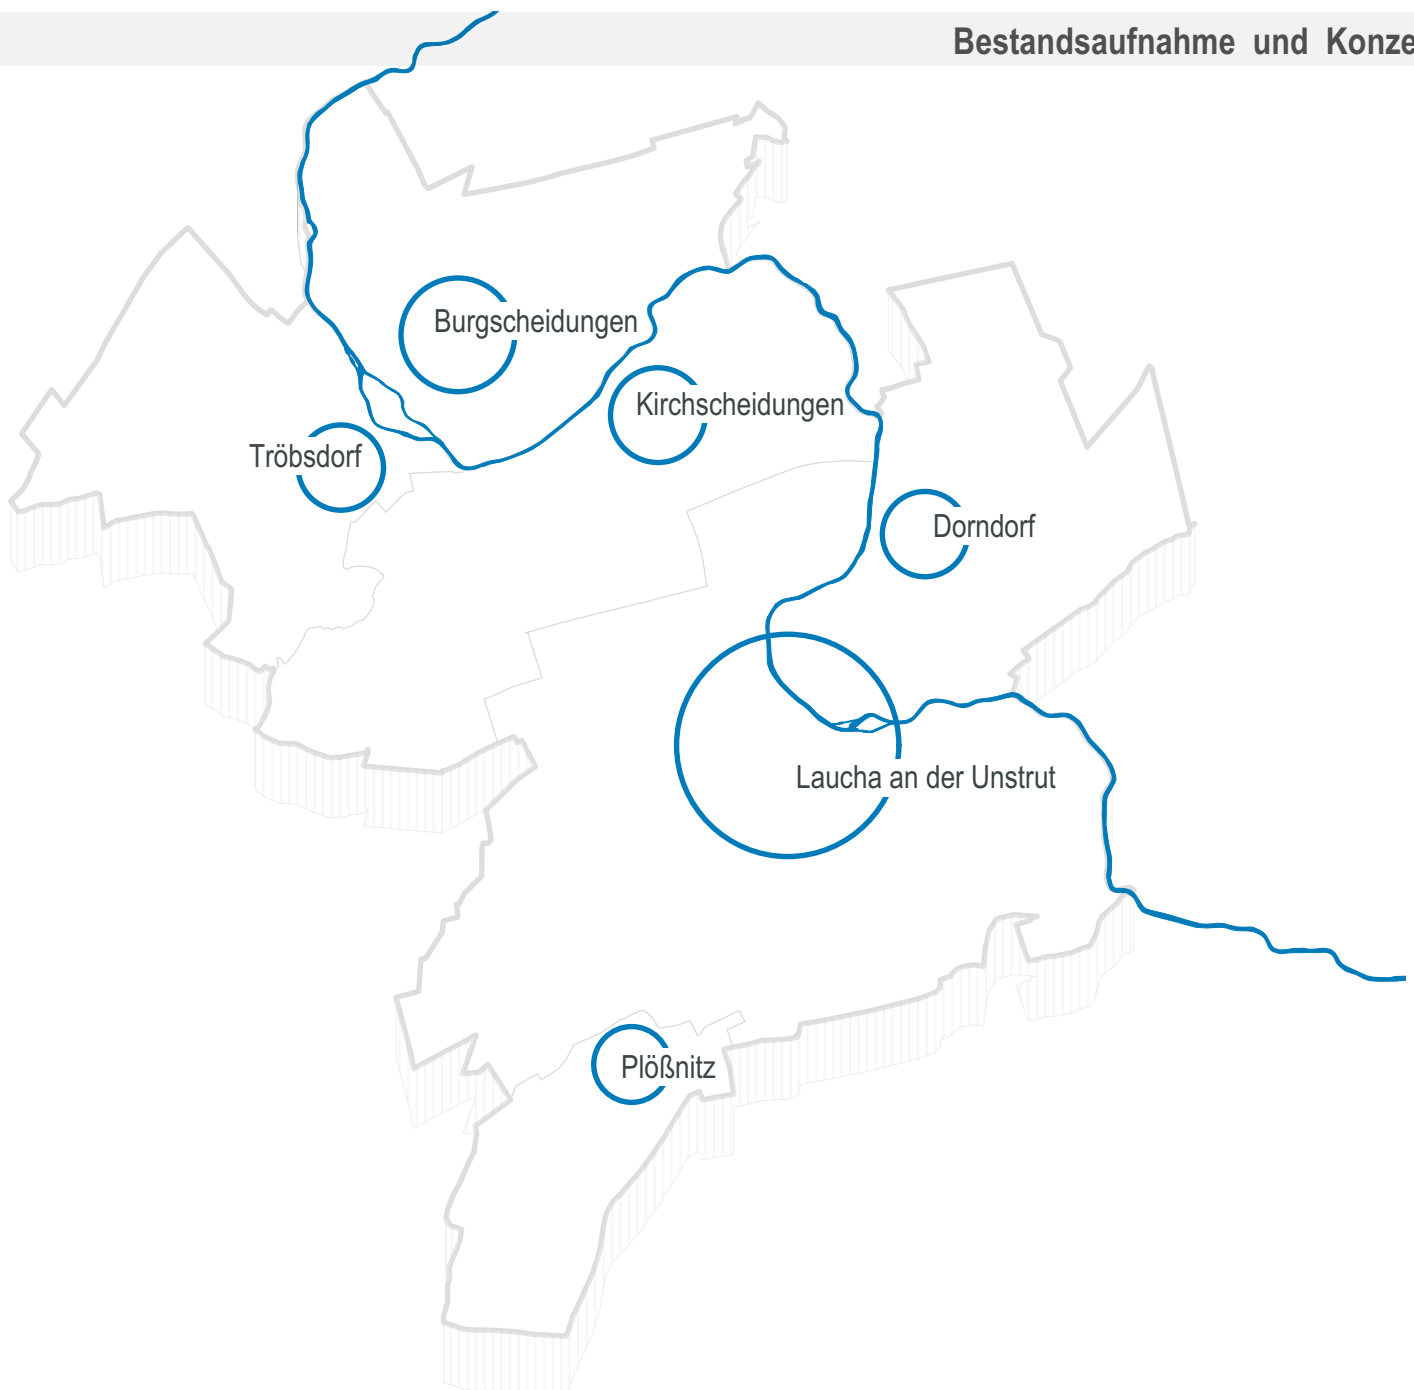 Bestandsaufnahme und Konze
Burgscheidungen
Kirchscheidungen
Tröbsdorf
Dorndorf
Laucha an der Unstrut
Plößnitz